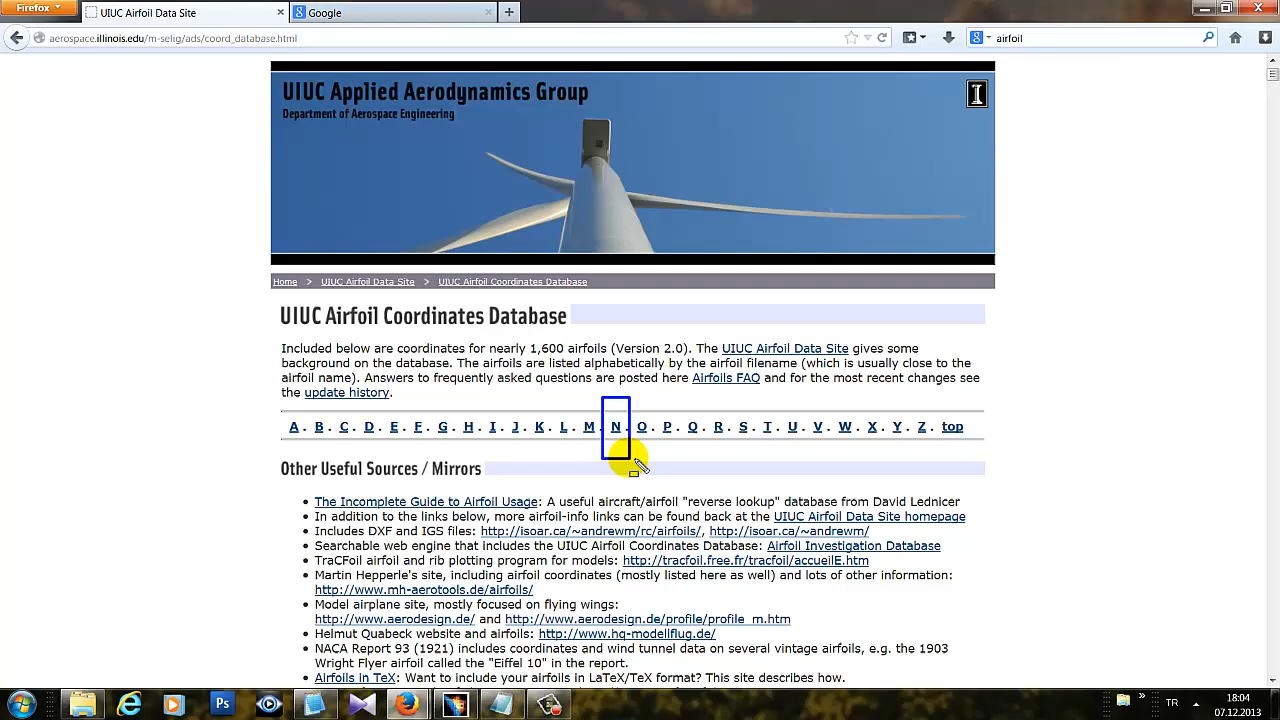 Firefox
UIUC Airfoil Data Site
Google
aerospace.illinois.edu/m-selig/ads/coord_database.html
airfoil
UIUC Applied Aerodynamics Group
Department of Aerospace Engineering
I
Home > UIUC Airfoil Data Site > UIUC Airfoil Coordinates Database
UIUC Airfoil Coordinates Database
Included below are coordinates for nearly 1,600 airfoils (Version 2.0). The UIUC Airfoil Data Site gives some
background on the database. The airfoils are listed alphabetically by the airfoil filename (which is usually close to the
airfoil name). Answers to frequently asked questions are posted here Airfoils FAQ and for the most recent changes see
the update history.
A . B . C . D . E . F . G . H . I . J . K . L . M . N . O . P . Q . R . S . T . U . V . W . X . Y . Z . top
Other Useful Sources / Mirrors
• The Incomplete Guide to Airfoil Usage: A useful aircraft/airfoil "reverse lookup" database from David Lednicer
• In addition to the links below, more airfoil-info links can be found back at the UIUC Airfoil Data Site homepage
• Includes DXF and IGS files: http://isoar.ca/~andrewm/rc/airfoils/, http://isoar.ca/~andrewm/
• Searchable web engine that includes the UIUC Airfoil Coordinates Database: Airfoil Investigation Database
• TraCFoil airfoil and rib plotting program for models: http://tracfoil.free.fr/tracfoil/accueilE.htm
• Martin Hepperle's site, including airfoil coordinates (mostly listed here as well) and lots of other information:
http://www.mh-aerotools.de/airfoils/
• Model airplane site, mostly focused on flying wings:
http://www.aerodesign.de/ and http://www.aerodesign.de/profile/profile_m.htm
• Helmut Quabeck website and airfoils: http://www.hq-modellflug.de/
• NACA Report 93 (1921) includes coordinates and wind tunnel data on several vintage airfoils, e.g. the 1903
Wright Flyer airfoil called the "Eiffel 10" in the report.
• Airfoils in TeX: Want to include your airfoils in LaTeX/TeX format? This site describes how.
Ps
TR
18:04
07.12.2013